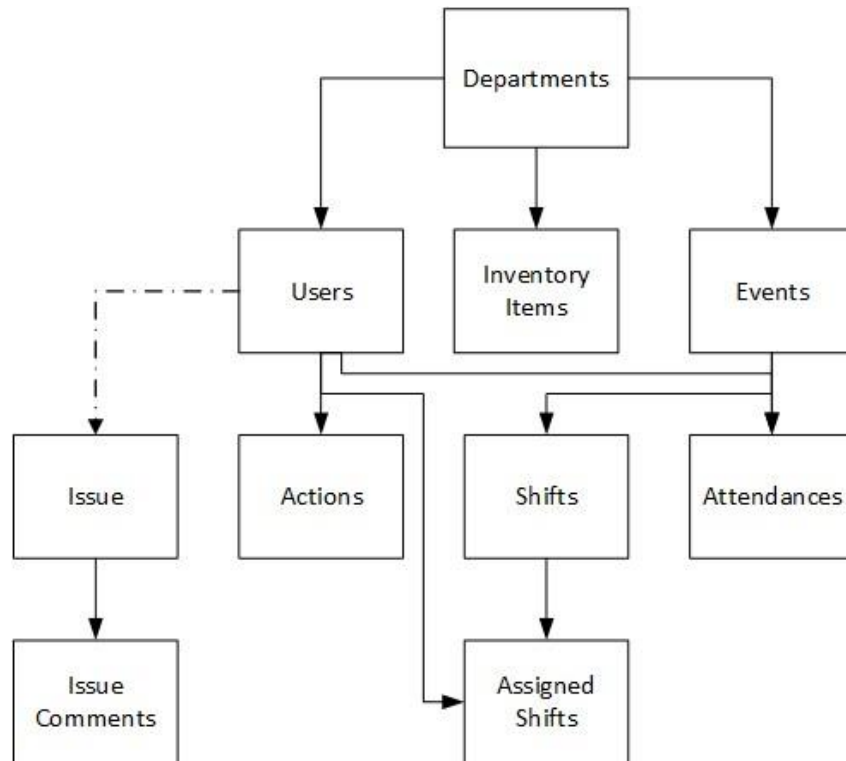 Departments
Users
Inventory
Items
Events
Issue
Actions
Shifts
Attendances
Issue
Comments
Assigned
Shifts